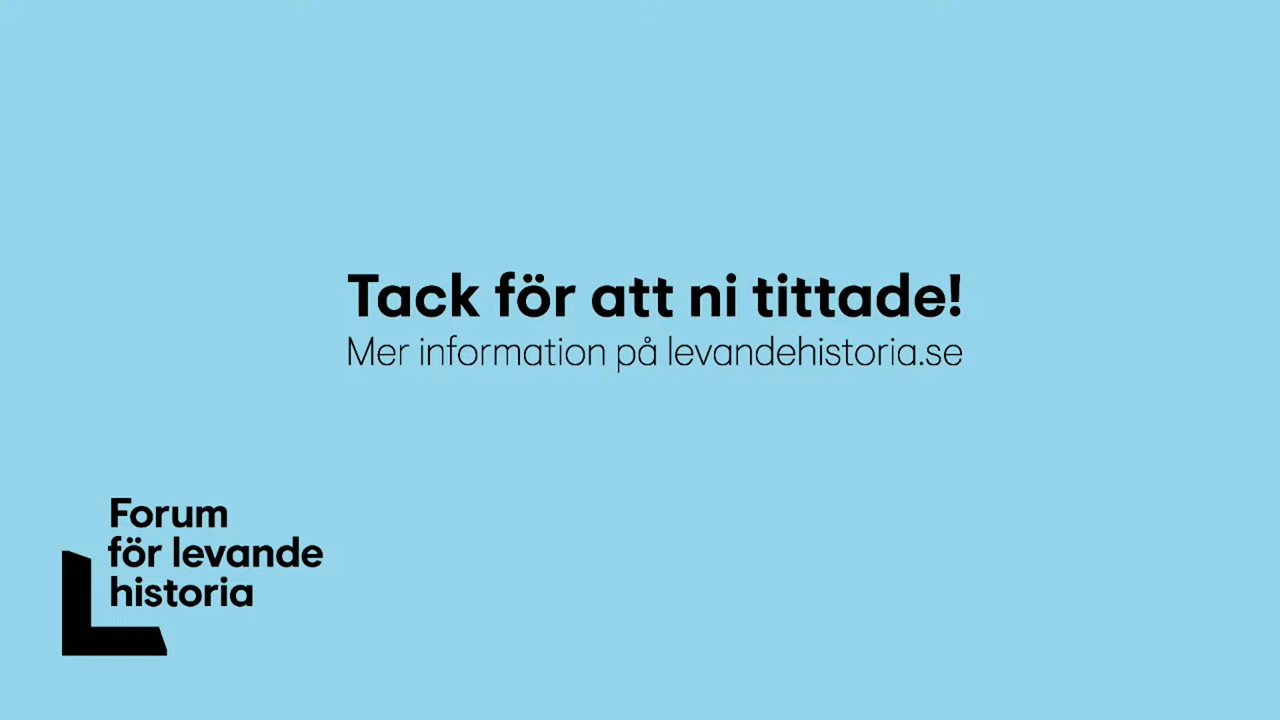 Tack för att ni tittade!
Mer information på levandehistoria.se
Forum
för levande
historia